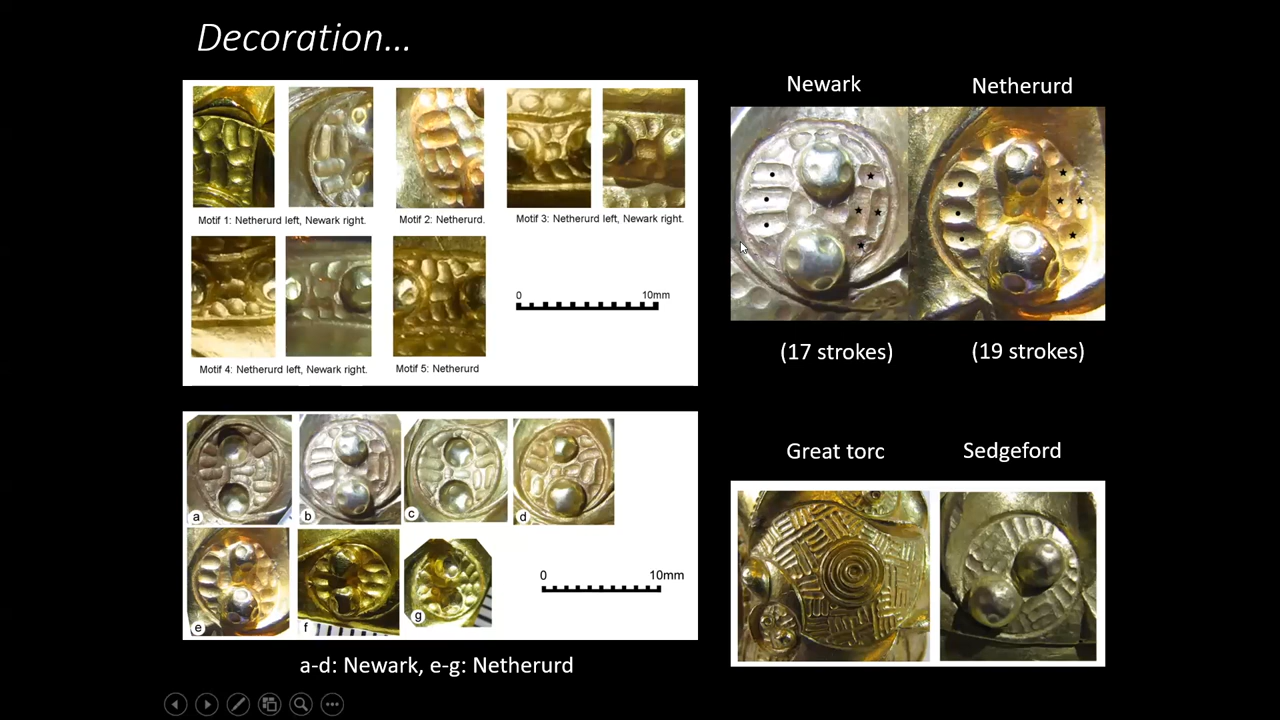 Decoration...
Newark
Netherurd
Motif 1: Netherurd left, Newark right.
Motif 2: Netherurd.
Motif 3: Netherurd left, Newark right.
0
10mm
Motif 4: Netherurd left, Newark right.
Motif 5: Netherurd
(17 strokes)
(19 strokes)
a
b
c
d
e
f
g
0
10mm
a-d: Newark, e-g: Netherurd
Great torc
Sedgeford